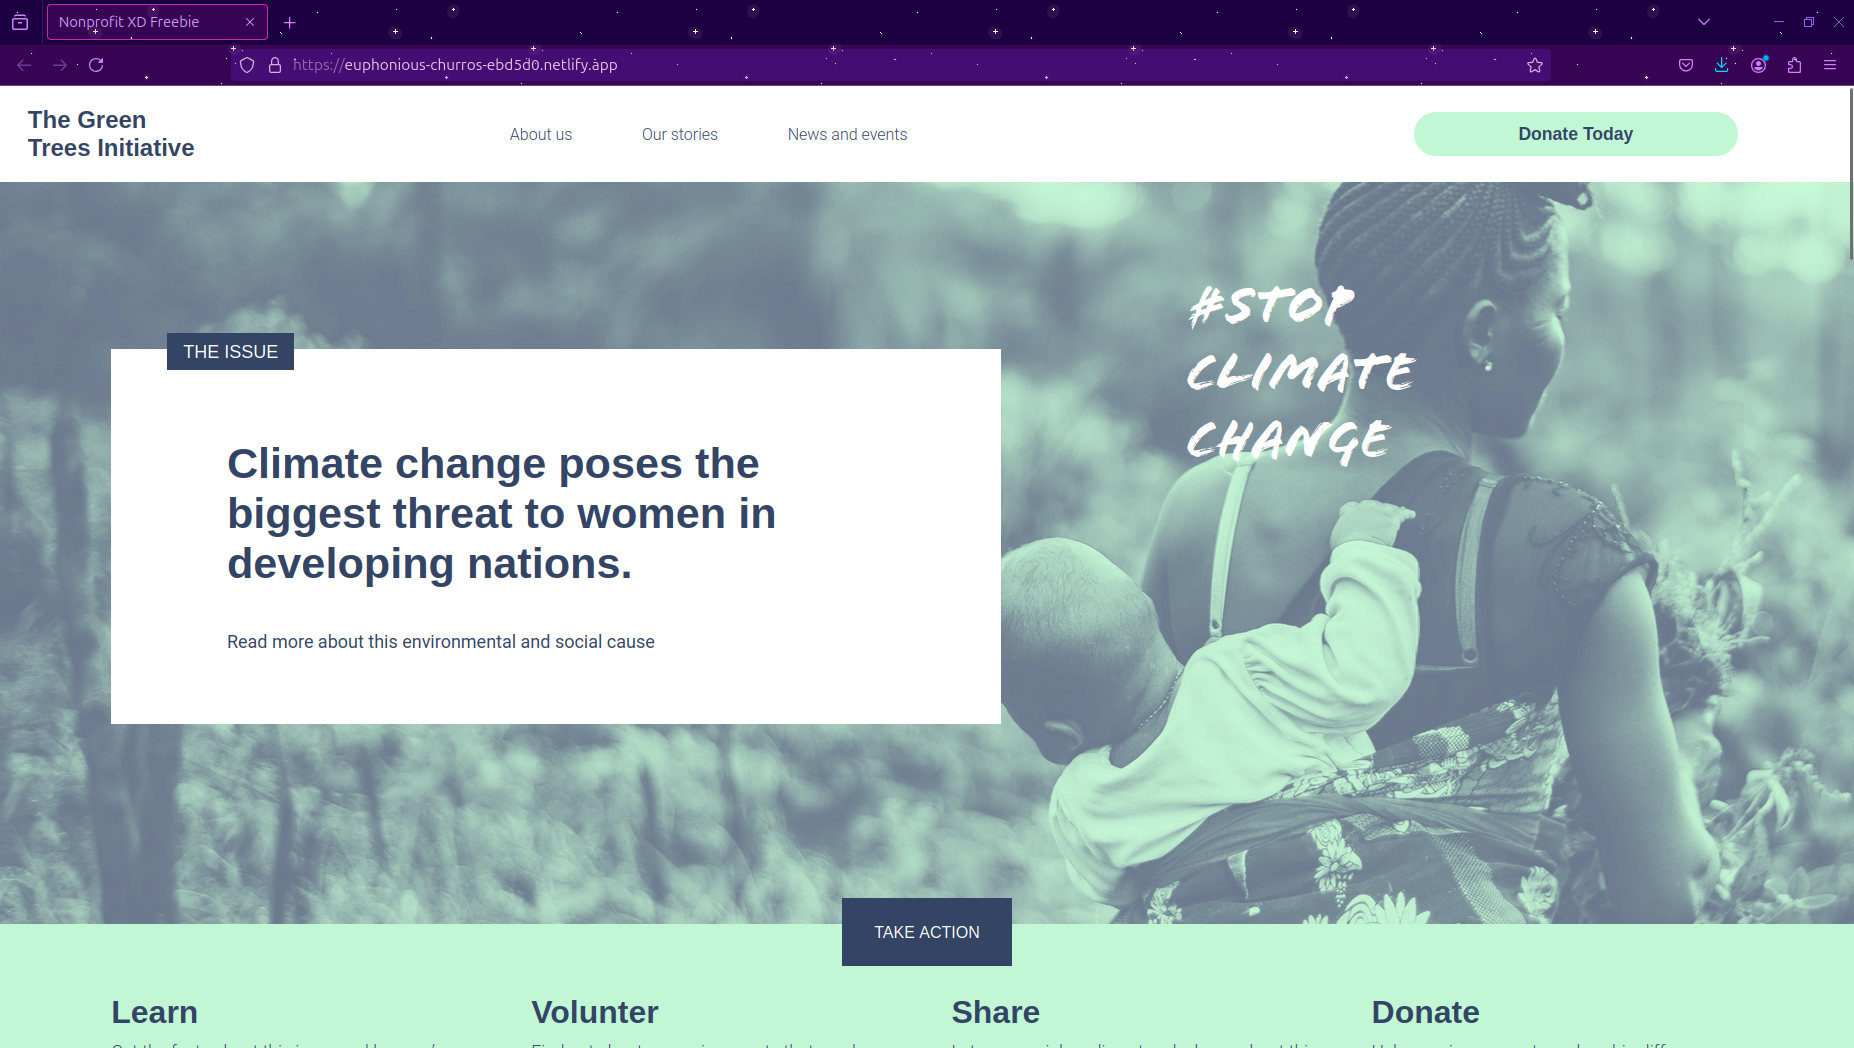 Nonprofit XD Freebie
https://euphonious-churros-ebd5d0.netlify.app
The Green
Trees Initiative
About us
Our stories
News and events
Donate Today
#STOP
CLIMATE
CHANGE
THE ISSUE
Climate change poses the
biggest threat to women in
developing nations.
Read more about this environmental and social cause
TAKE ACTION
Learn
Volunter
Share
Donate